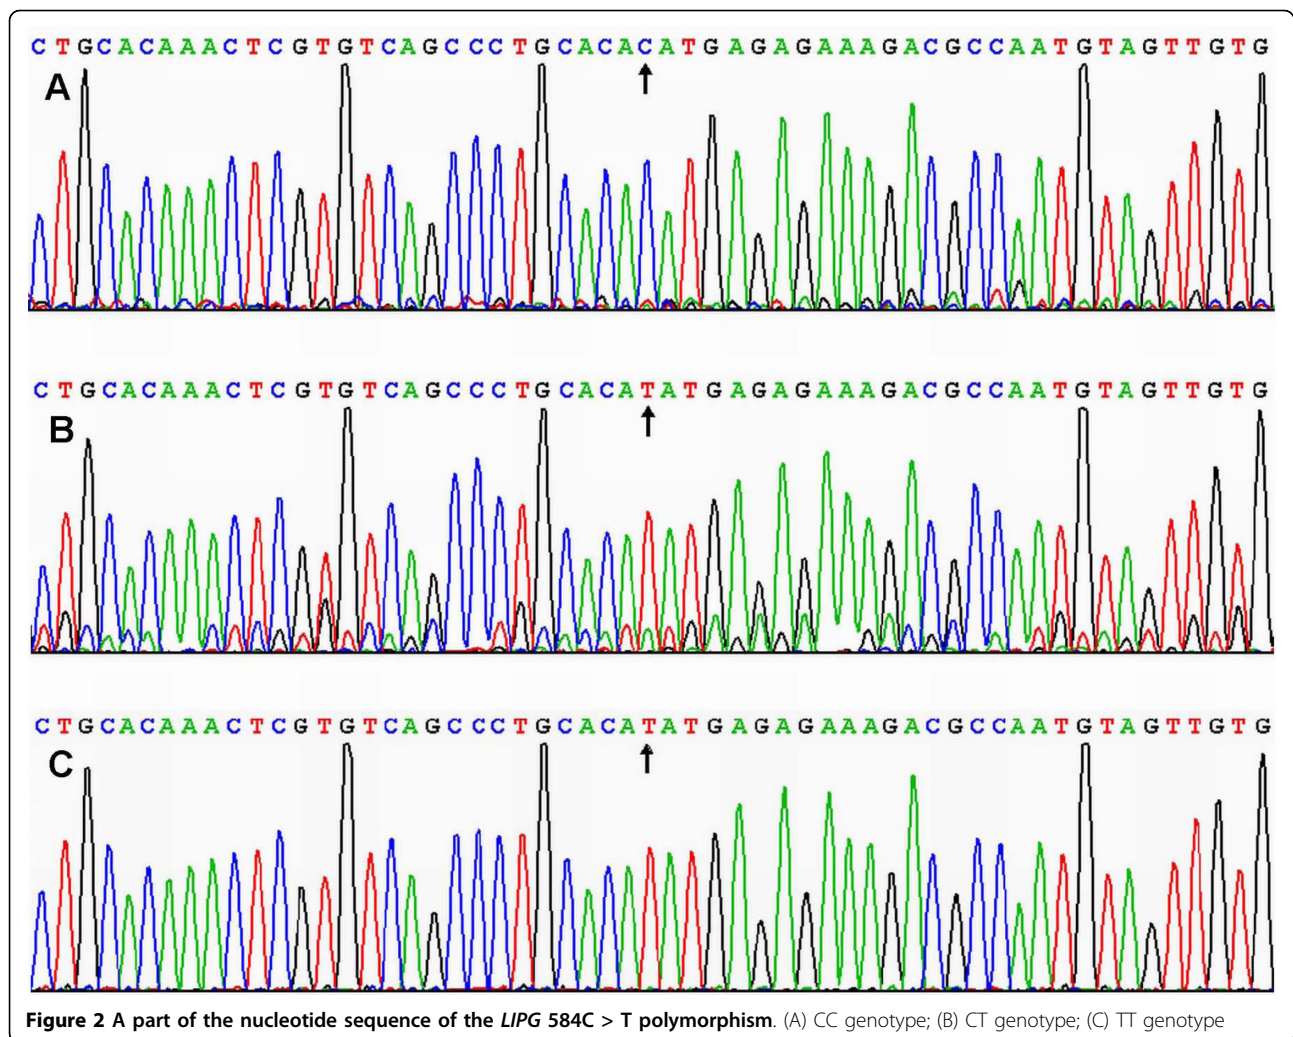 CTGCACAAACTCGTGTCAGCCCTGCACACATGAGAGAAAGACGCCAATGTAGTTGTG
A
CTGCACAAACTCGTGTCAGCCCTGCACATATGAGAGAAAGACGCCAATGTAGTTGTG
B
CTGCACAAACTCGTGTCAGCCCTGCACATATGAGAGAAAGACGCCAATGTAGTTGTG
C
Figure 2 A part of the nucleotide sequence of the LIPG 584C > T polymorphism. (A) CC genotype; (B) CT genotype; (C) TT genotype